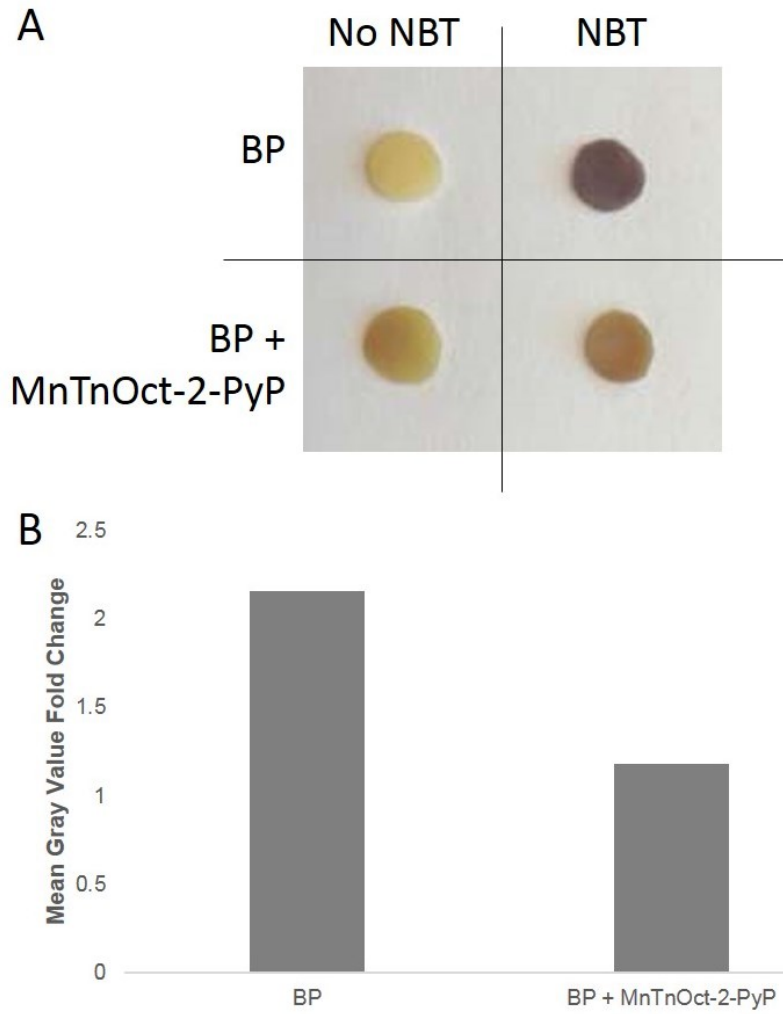 A
No NBT
NBT
BP
BP +
MnTnOct-2-PyP
B
Mean Gray Value Fold Change
2.5
2
1.5
1
0.5
0
BP
BP + MnTnOct-2-PyP